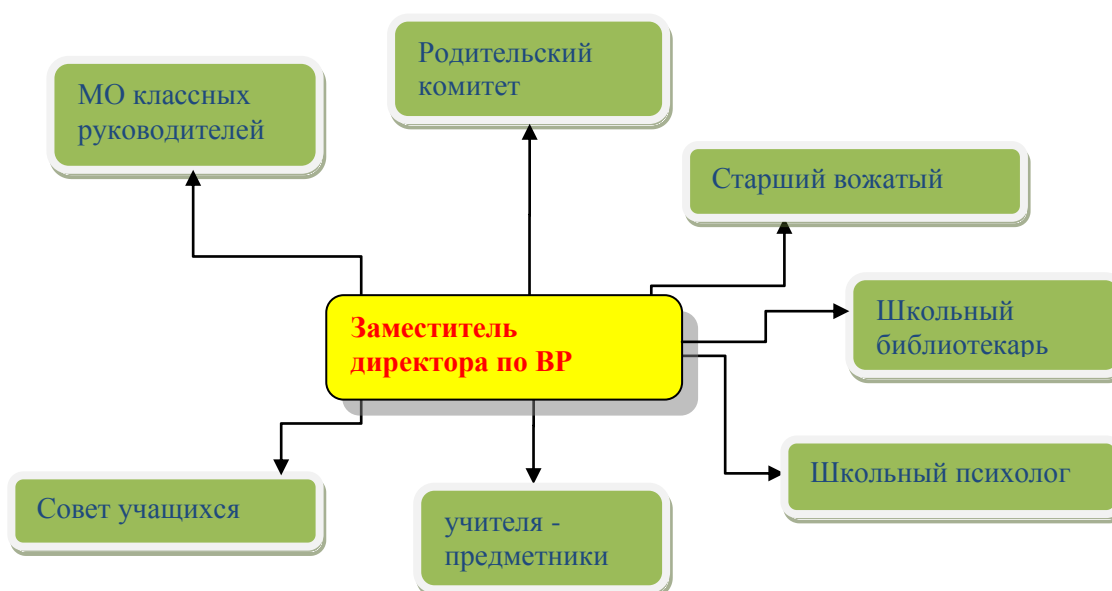 Родительский
комитет
МО классных
руководителей
Старший вожатый
Школьный
библиотекарь
Заместитель
директора по ВР
Школьный психолог
Совет учащихся
учителя -
предметники